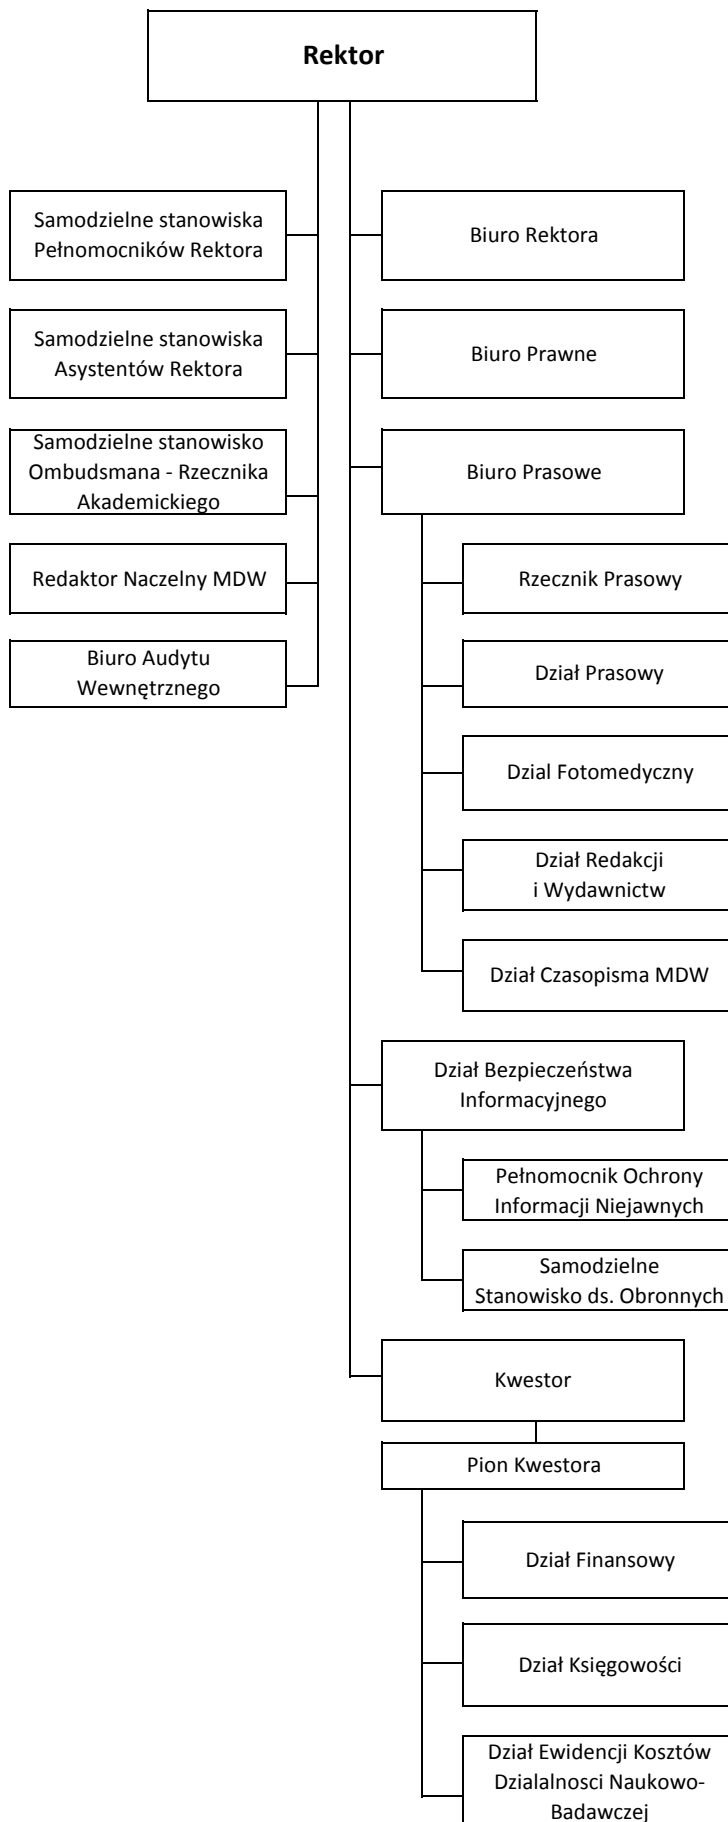 Rektor
Samodzielne stanowiska
Pełnomocników Rektora
Biuro Rektora
Samodzielne stanowiska
Asystentów Rektora
Biuro Prawne
Samodzielne stanowisko
Ombudsmana - Rzecznika
Akademickiego
Biuro Prasowe
Redaktor Naczelny MDW
Rzecznik Prasowy
Biuro Audytu
Wewnętrznego
Dział Prasowy
Dzial Fotomedyczny
Dział Redakcji
i Wydawnictw
Dział Czasopisma MDW
Dział Bezpieczeństwa
Informacyjnego
Pełnomocnik Ochrony
Informacji Niejawnych
Samodzielne
Stanowisko ds. Obronnych
Kwestor
Pion Kwestora
Dział Finansowy
Dział Księgowości
Dział Ewidencji Kosztów
Dzialalnosci Naukowo-
Badawczej